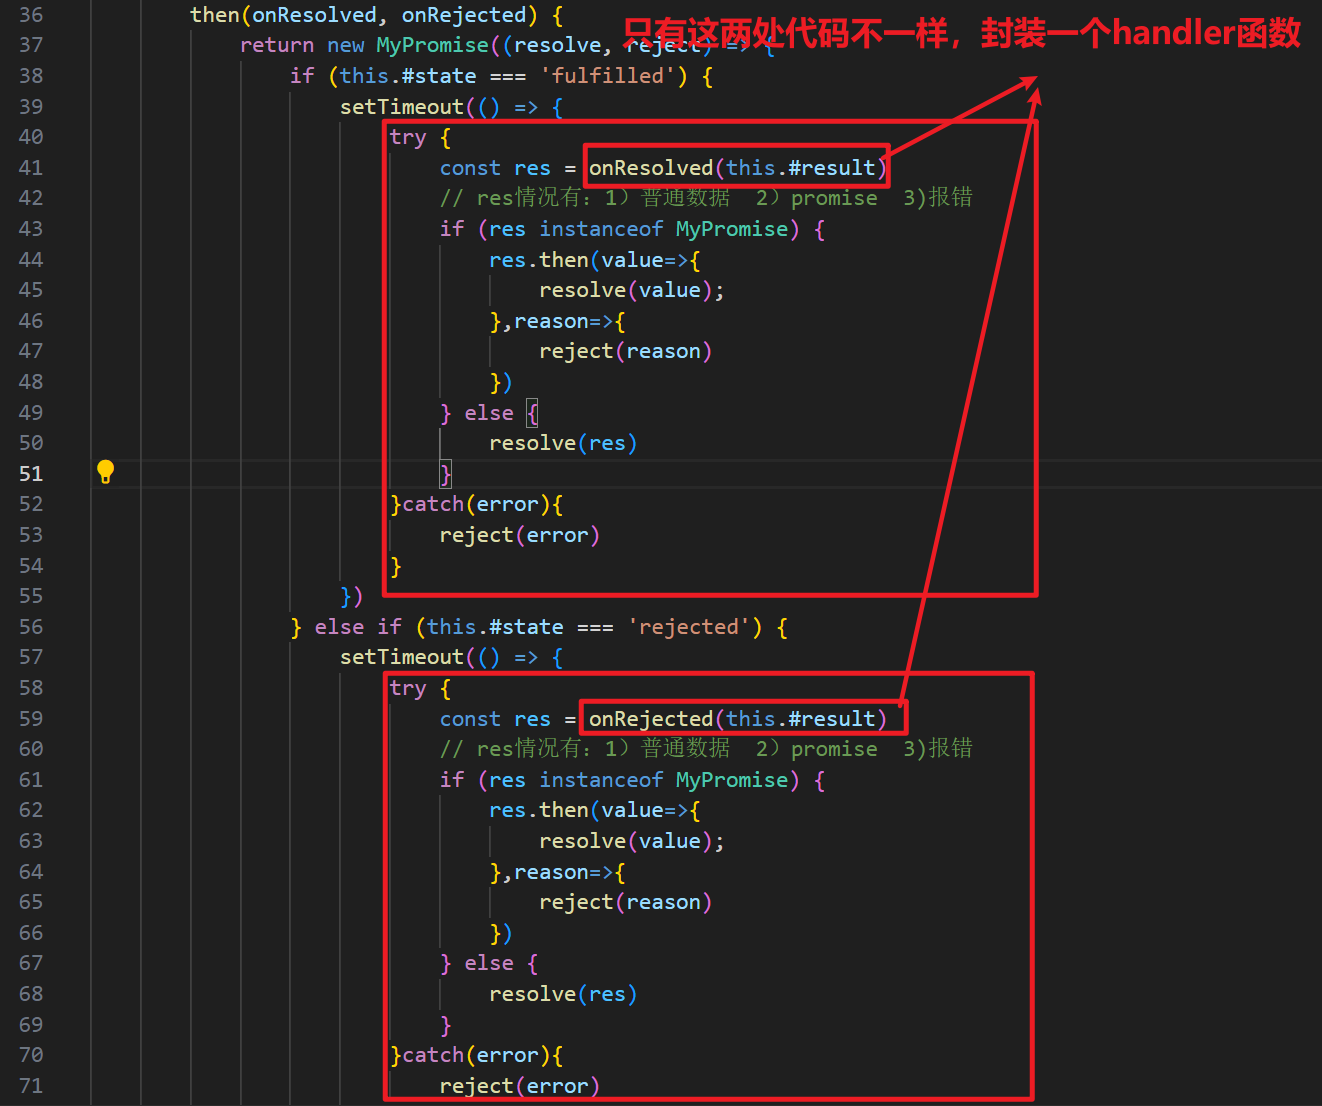 只有这两处代码不一样，封装一个handler函数
36 then(onResolved, onRejected) {
37 return new MyPromise((resolve, reject) => {
38 if (this.#state === 'fulfilled') {
39 setTimeout(() => {
40 try {
41 const res = onResolved(this.#result)
42 // res情况有：1）普通数据  2）promise  3)报错
43 if (res instanceof MyPromise) {
44 res.then(value=>{
45 resolve(value);
46 },reason=>{
47 reject(reason)
48 })
49 } else {
50 resolve(res)
51 }
52 }catch(error){
53 reject(error)
54 }
55 })
56 } else if (this.#state === 'rejected') {
57 setTimeout(() => {
58 try {
59 const res = onRejected(this.#result)
60 // res情况有：1）普通数据  2）promise  3)报错
61 if (res instanceof MyPromise) {
62 res.then(value=>{
63 resolve(value);
64 },reason=>{
65 reject(reason)
66 })
67 } else {
68 resolve(res)
69 }
70 }catch(error){
71 reject(error)